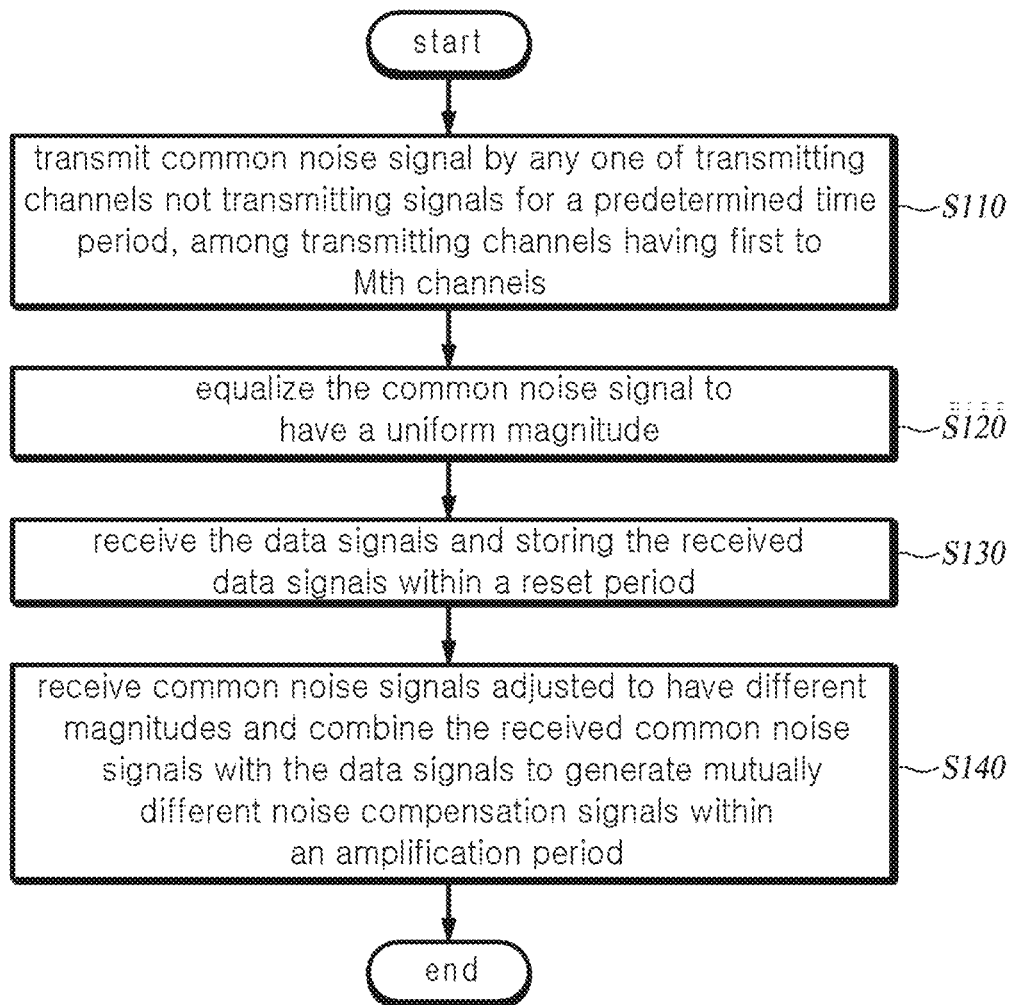 start
transmit common noise signal by any one of transmitting
channels not transmitting signals for a predetermined time
period, among transmitting channels having first to
Mth channels
S110
equalize the common noise signal to
have a uniform magnitude
S120
receive the data signals and storing the received
data signals within a reset period
S130
receive common noise signals adjusted to have different
magnitudes and combine the received common noise
signals with the data signals to generate mutually
different noise compensation signals within
an amplification period
S140
end